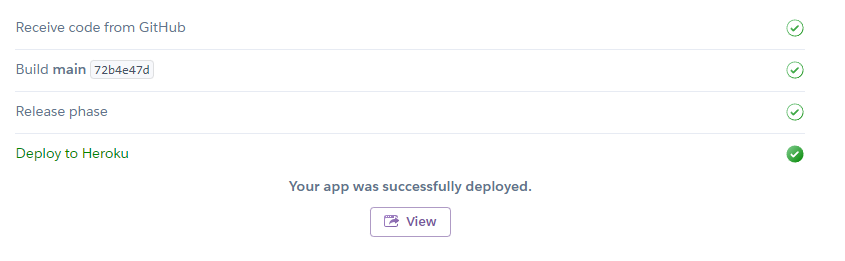 Receive code from GitHub
Build main 72b4e47d
Release phase
Deploy to Heroku
Your app was successfully deployed.
View